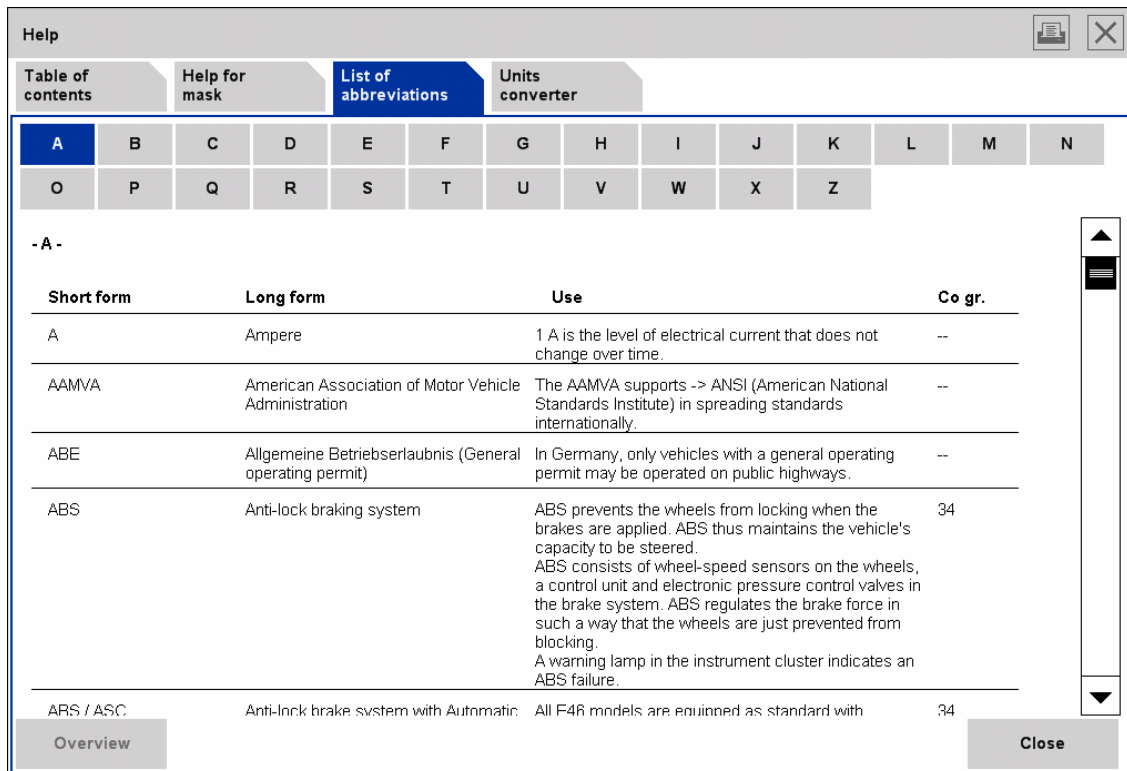 Help
Table of contents
Help for mask
List of abbreviations
Units converter
A B C D E F G H I J K L M N
O P Q R S T U V W X Z
- A -
Short form Long form Use Co gr.
A Ampere 1 A is the level of electrical current that does not --
change over time.
AAMVA American Association of Motor Vehicle The AAMVA supports -> ANSI (American National --
Administration Standards Institute) in spreading standards
internationally.
ABE Allgemeine Betriebserlaubnis (General In Germany, only vehicles with a general operating --
operating permit) permit may be operated on public highways.
ABS Anti-lock braking system ABS prevents the wheels from locking when the 34
brakes are applied. ABS thus maintains the vehicle's
capacity to be steered.
ABS consists of wheel-speed sensors on the wheels,
a control unit and electronic pressure control valves in
the brake system. ABS regulates the brake force in
such a way that the wheels are just prevented from
blocking.
A warning lamp in the instrument cluster indicates an
ABS failure.
ABS / ASC Anti-lock brake system with Automatic All E46 models are equipped as standard with 34
Overview Close